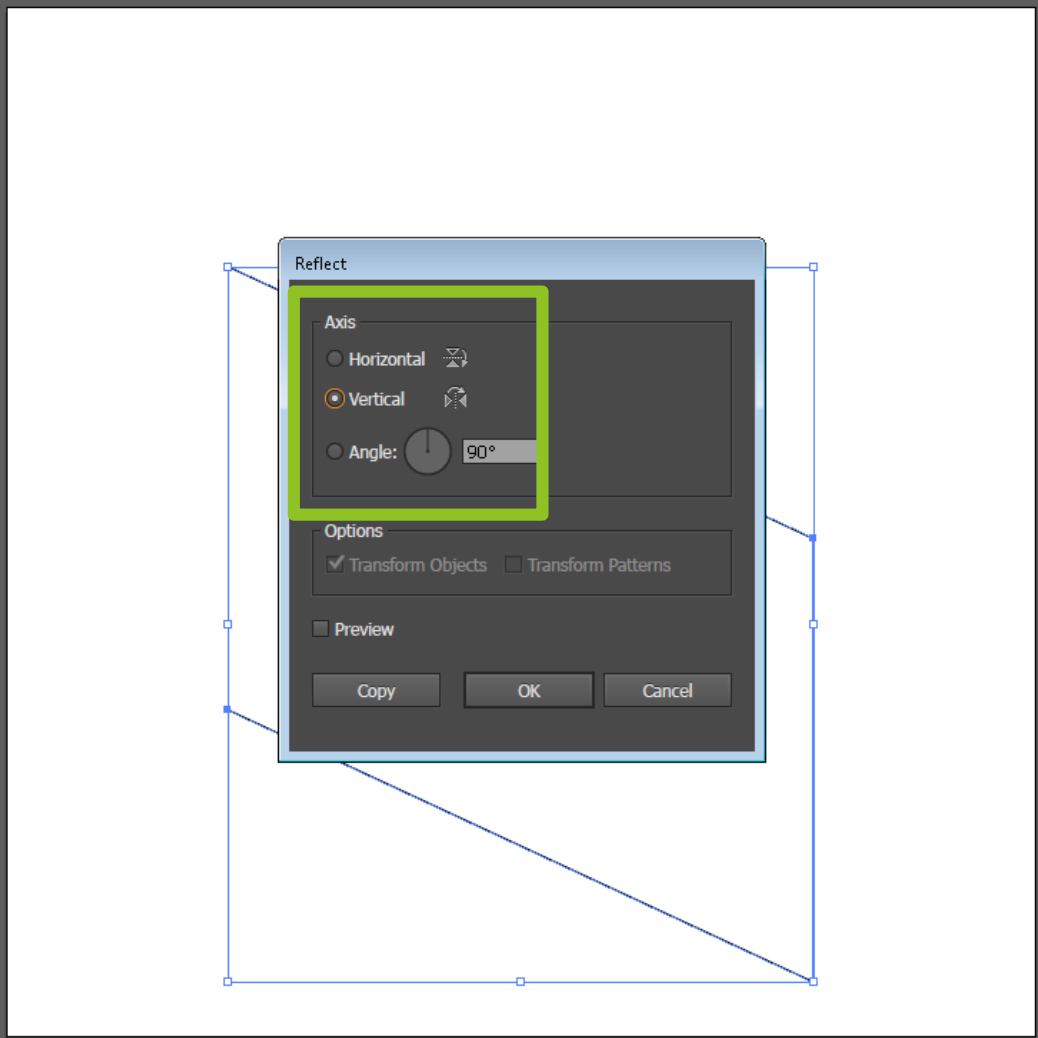 Reflect
Axis
Horizontal
Vertical
Angle: 90°
Options
Transform Objects Transform Patterns
Preview
Copy OK Cancel